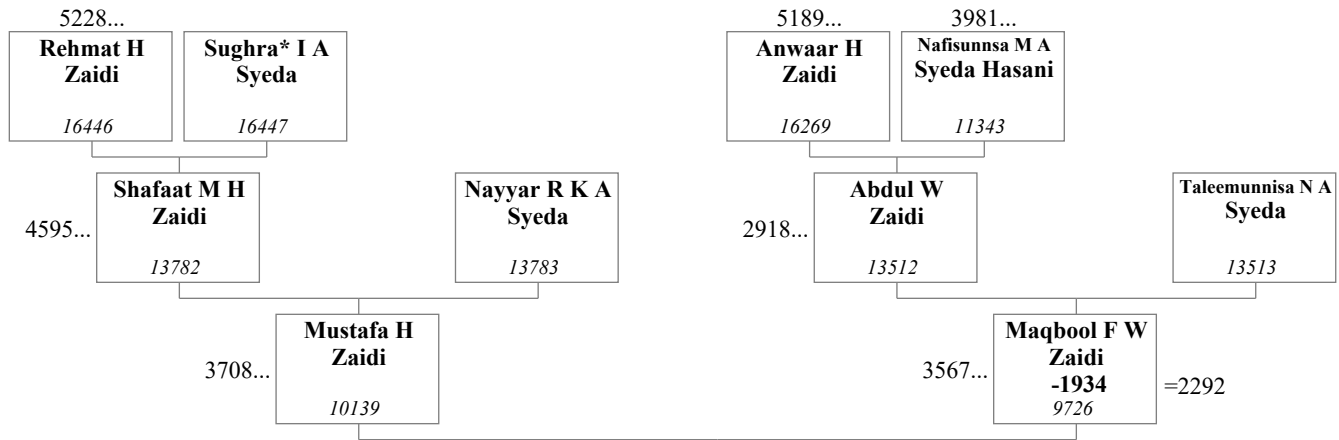 5228...
Rehmat H
Zaidi
16446
Sughra* I A
Syeda
16447
5189...
Anwaar H
Zaidi
16269
3981...
Nafisunnsa M A
Syeda Hasani
11343
4595...
Shafaat M H
Zaidi
13782
Nayyar R K A
Syeda
13783
2918...
Abdul W
Zaidi
13512
Taleemunnisa N A
Syeda
13513
3708...
Mustafa H
Zaidi
10139
3567...
Maqbool F W
Zaidi
-1934
9726
=2292